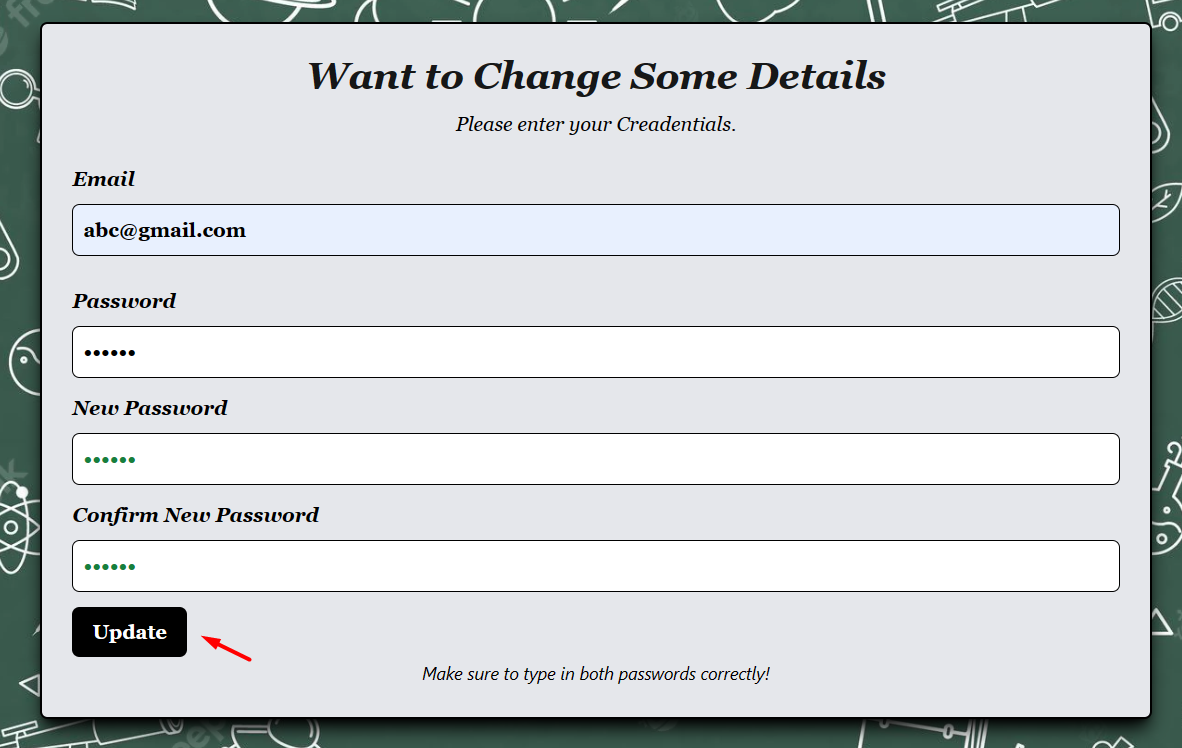 Want to Change Some Details
Please enter your Creadentials.
Email
abc@gmail.com
Password
••••••
New Password
••••••
Confirm New Password
••••••
Update
Make sure to type in both passwords correctly!